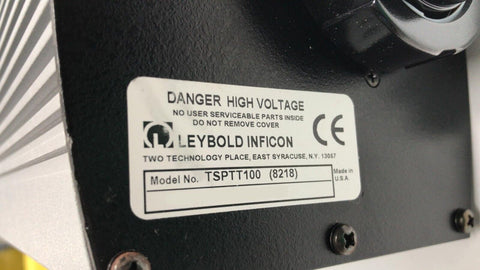 DANGER HIGH VOLTAGE
NO USER SERVICEABLE PARTS INSIDE
DO NOT REMOVE COVER
LEYBOLD INFICON
CE
TWO TECHNOLOGY PLACE, EAST SYRACUSE, N.Y. 13057
Model No. TSPTT100 (8218)
Made in
U.S.A.